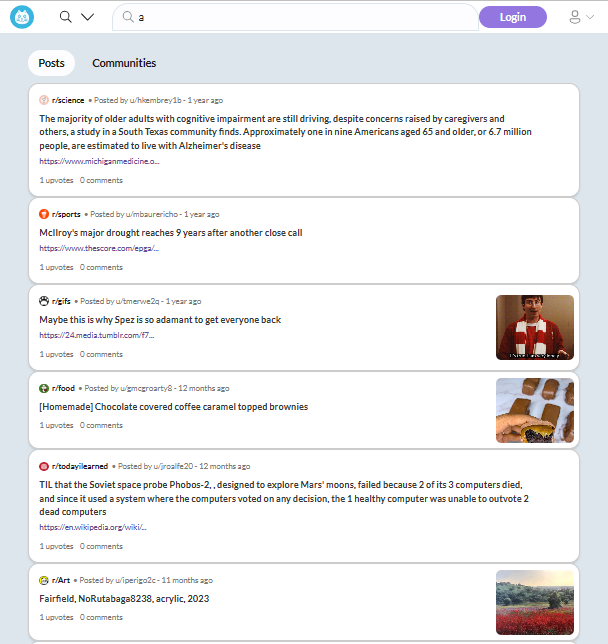 a
Login
Posts
Communities
r/science • Posted by u/hkembrey1b - 1 year ago
The majority of older adults with cognitive impairment are still driving, despite concerns raised by caregivers and
others, a study in a South Texas community finds. Approximately one in nine Americans aged 65 and older, or 6.7 million
people, are estimated to live with Alzheimer's disease
https://www.michiganmedicine.o...
1 upvotes 0 comments
r/sports • Posted by u/mbaurericho - 1 year ago
McIlroy's major drought reaches 9 years after another close call
https://www.thescore.com/epga/...
1 upvotes 0 comments
r/gifs • Posted by u/tmerwe2q - 1 year ago
Maybe this is why Spez is so adamant to get everyone back
https://24.media.tumblr.com/f7...
1 upvotes 0 comments
r/food • Posted by u/gmcgroarty8 - 12 months ago
[Homemade] Chocolate covered coffee caramel topped brownies
1 upvotes 0 comments
r/todayilearned • Posted by u/jroalfe20 - 12 months ago
TIL that the Soviet space probe Phobos-2, , designed to explore Mars' moons, failed because 2 of its 3 computers died,
and since it used a system where the computers voted on any decision, the 1 healthy computer was unable to outvote 2
dead computers
https://en.wikipedia.org/wiki/...
1 upvotes 0 comments
r/Art • Posted by u/iperigo2c - 11 months ago
Fairfield, NoRutabaga8238, acrylic, 2023
1 upvotes 0 comments